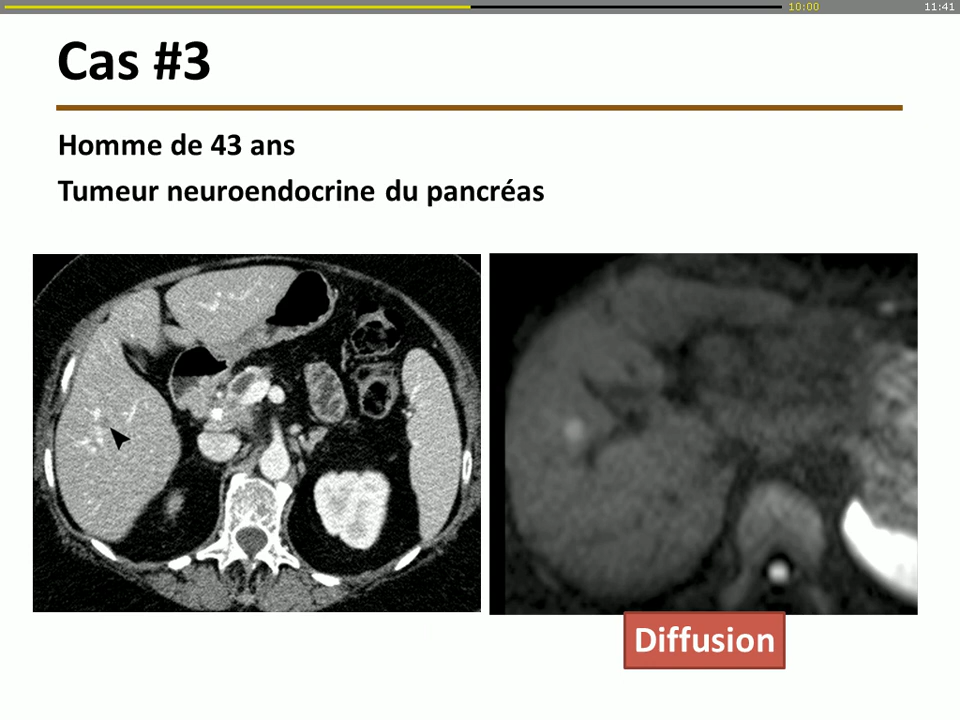 10:00
11:41
Cas #3
Homme de 43 ans
Tumeur neuroendocrine du pancréas
Diffusion